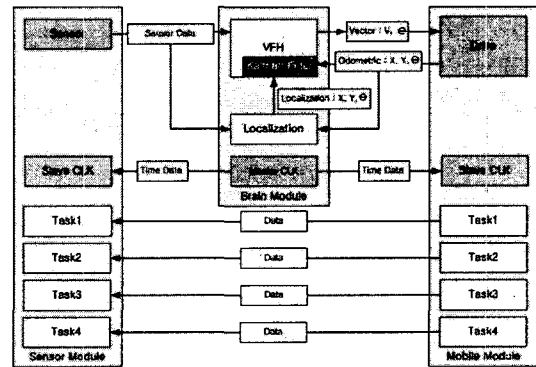 Sensor
Sensor Data
VFH
Vector : V, ϴ
Drive
Odometric : X, Y, ϴ
Localization : X, Y, ϴ
Localization
Slave CLK
Time Data
Master CLK
Time Data
Slave CLK
Brain Module
Task1
Data
Task1
Task2
Data
Task2
Task3
Data
Task3
Task4
Data
Task4
Sensor Module
Mobile Module